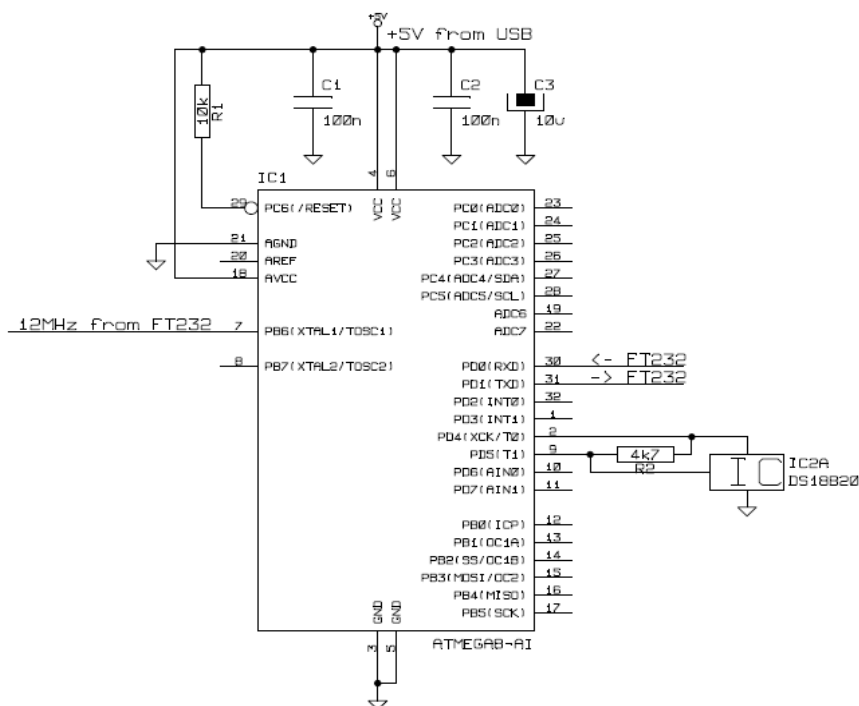 +5V
+5V from USB
C1
100n
C2
100n
C3
10u
10k
R1
IC1
4
6
VCC
VCC
29 PC6(/RESET)
21 AGND
20 AREF
18 AVCC
12MHz from FT232 7 PB6(XTAL1/TOSC1)
8 PB7(XTAL2/TOSC2)
PC0(ADC0) 23
PC1(ADC1) 24
PC2(ADC2) 25
PC3(ADC3) 26
PC4(ADC4/SDA) 27
PC5(ADC5/SCL) 28
ADC6 19
ADC7 22
PD0(RXD) 30 <- FT232
PD1(TXD) 31 -> FT232
PD2(INT0) 32
PD3(INT1) 1
PD4(XCK/T0) 2
PD5(T1) 9
4k7
R2
IC
IC2A
DS18B20
PD6(AIN0) 10
PD7(AIN1) 11
PB0(ICP) 12
PB1(OC1A) 13
PB2(SS/OC1B) 14
PB3(MOSI/OC2) 15
PB4(MISO) 16
PB5(SCK) 17
GND
GND
3
5
ATMEGA8-AI